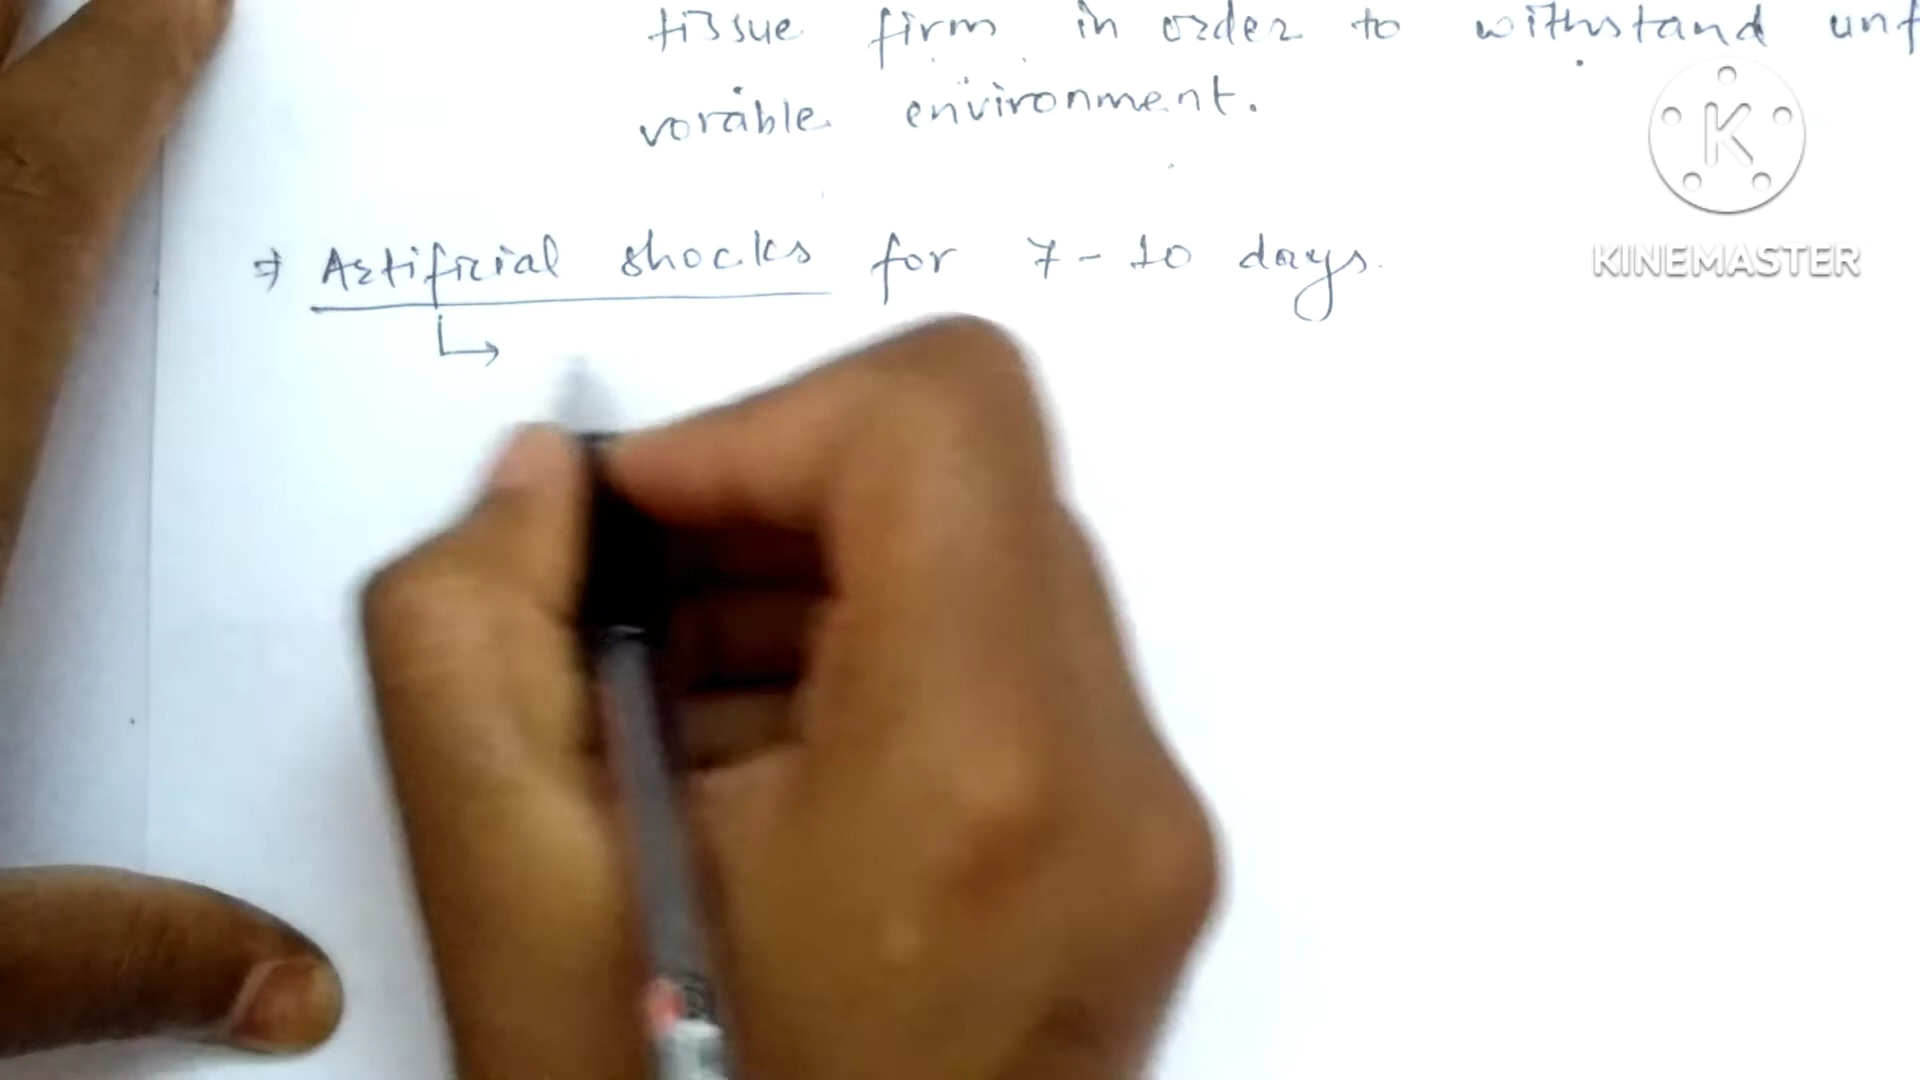 tissue firm in order to withstand unf
vorable environment.
K
KINEMASTER
⇒ Artificial shocks for 7-10 days.